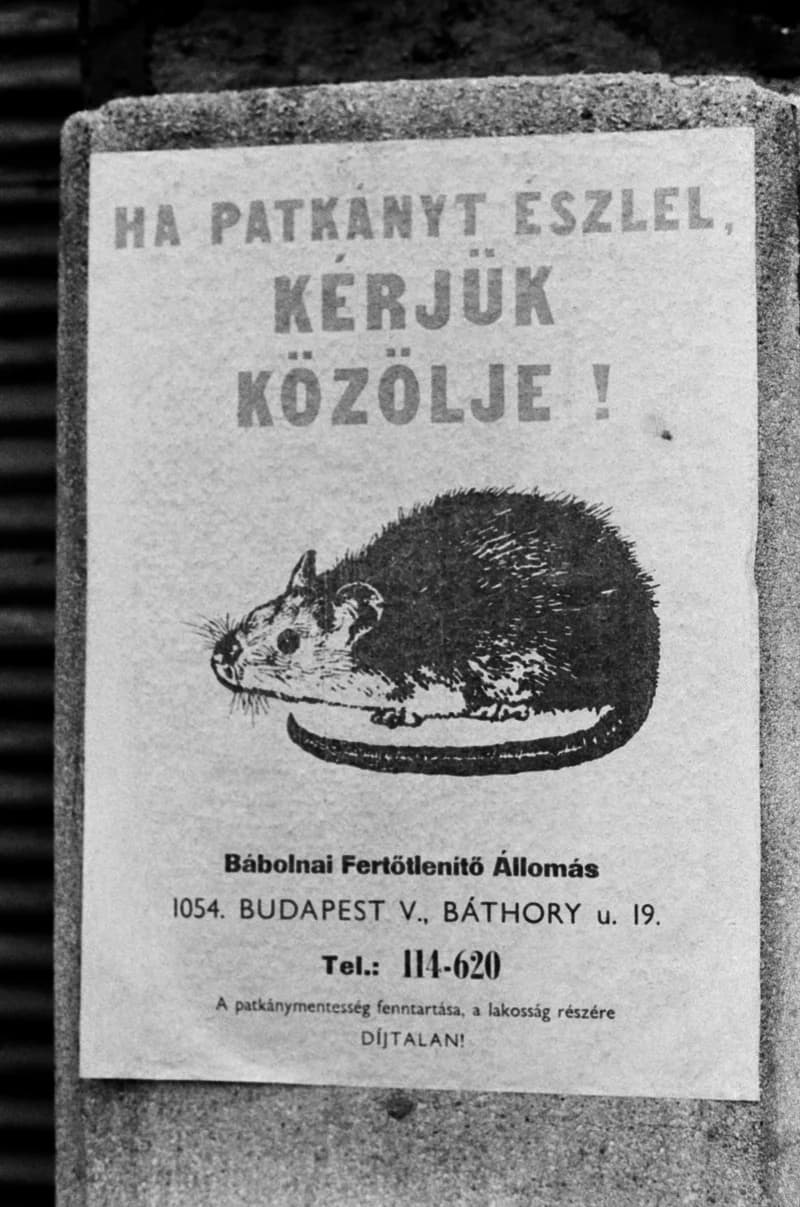 HA PATKÁNYT ÉSZLEL,
KÉRJÜK
KÖZÖLJE !
Bábolnai Fertőtlenítő Állomás
1054. BUDAPEST V., BÁTHORY u. 19.
Tel.: 114-620
A patkánymentesség fenntartása, a lakosság részére
DÍJTALAN!